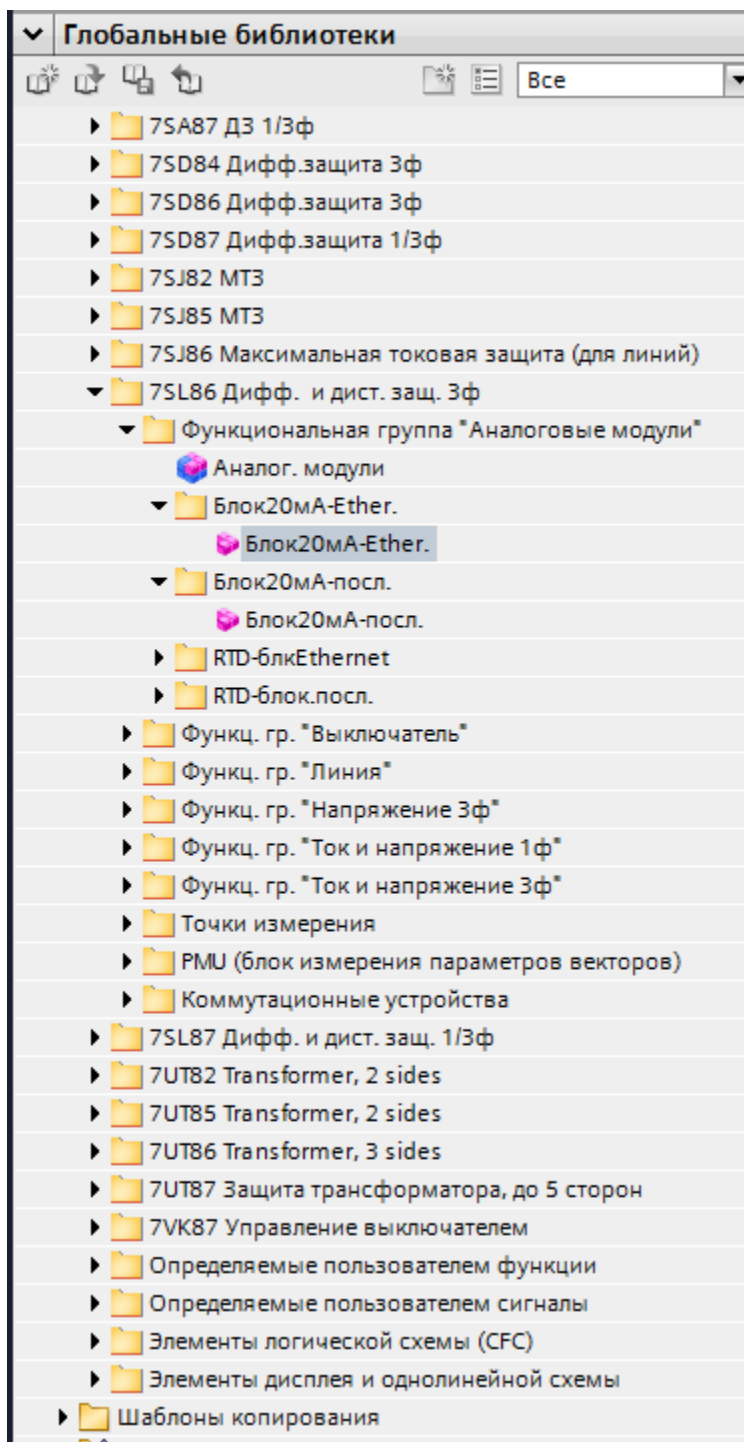 Глобальные библиотеки
Все
7SA87 ДЗ 1/3ф
7SD84 Дифф.защита 3ф
7SD86 Дифф.защита 3ф
7SD87 Дифф.защита 1/3ф
7SJ82 МТЗ
7SJ85 МТЗ
7SJ86 Максимальная токовая защита (для линий)
7SL86 Дифф.  и дист. защ. 3ф
Функциональная группа "Аналоговые модули"
Аналог. модули
Блок20мА-Ether.
Блок20мА-Ether.
Блок20мА-посл.
Блок20мА-посл.
RTD-блкEthernet
RTD-блок.посл.
Функц. гр. "Выключатель"
Функц. гр. "Линия"
Функц. гр. "Напряжение 3ф"
Функц. гр. "Ток и напряжение 1ф"
Функц. гр. "Ток и напряжение 3ф"
Точки измерения
PMU (блок измерения параметров векторов)
Коммутационные устройства
7SL87 Дифф. и дист. защ. 1/3ф
7UT82 Transformer, 2 sides
7UT85 Transformer, 2 sides
7UT86 Transformer, 3 sides
7UT87 Защита трансформатора, до 5 сторон
7VK87 Управление выключателем
Определяемые пользователем функции
Определяемые пользователем сигналы
Элементы логической схемы (CFC)
Элементы дисплея и однолинейной схемы
Шаблоны копирования